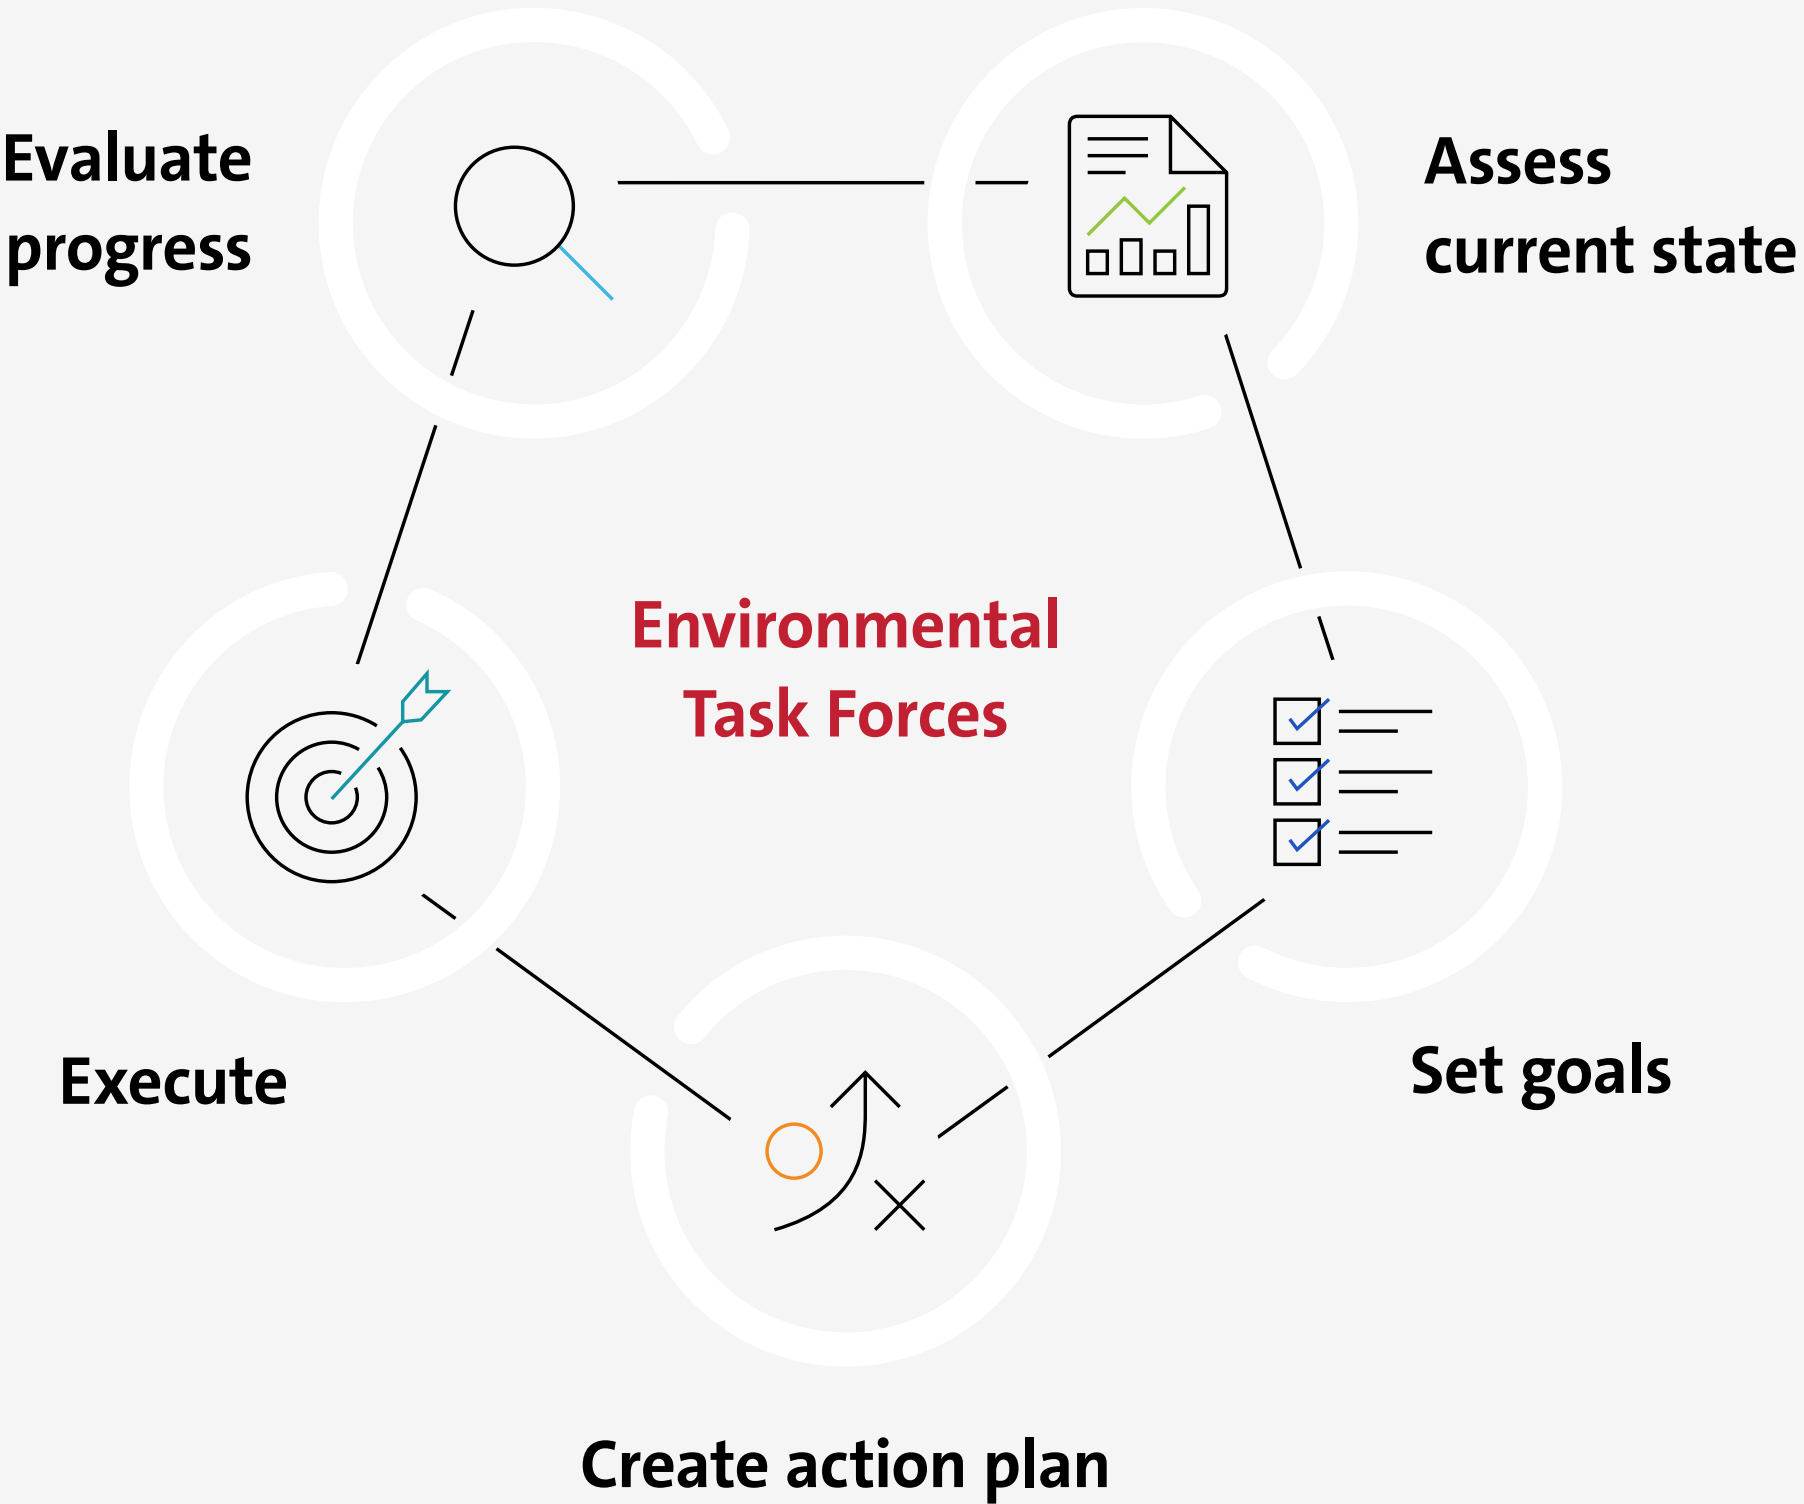 Evaluate
progress
Assess
current state
Environmental
Task Forces
Execute
Set goals
Create action plan